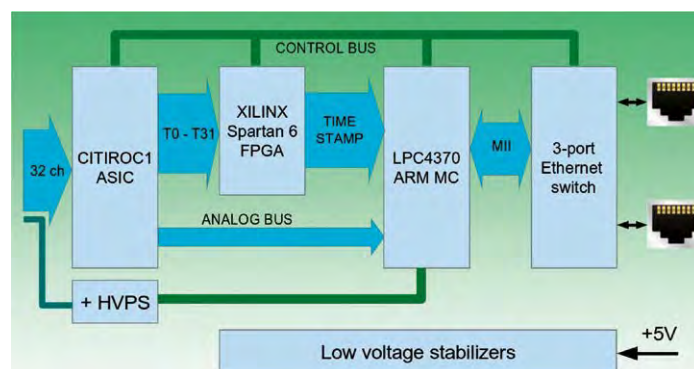 CONTROL BUS
32 ch
CITIROC1
ASIC
T0 - T31
XILINX
Spartan 6
FPGA
TIME
STAMP
LPC4370
ARM MC
MII
3-port
Ethernet
switch
ANALOG BUS
+ HVPS
Low voltage stabilizers
+5V